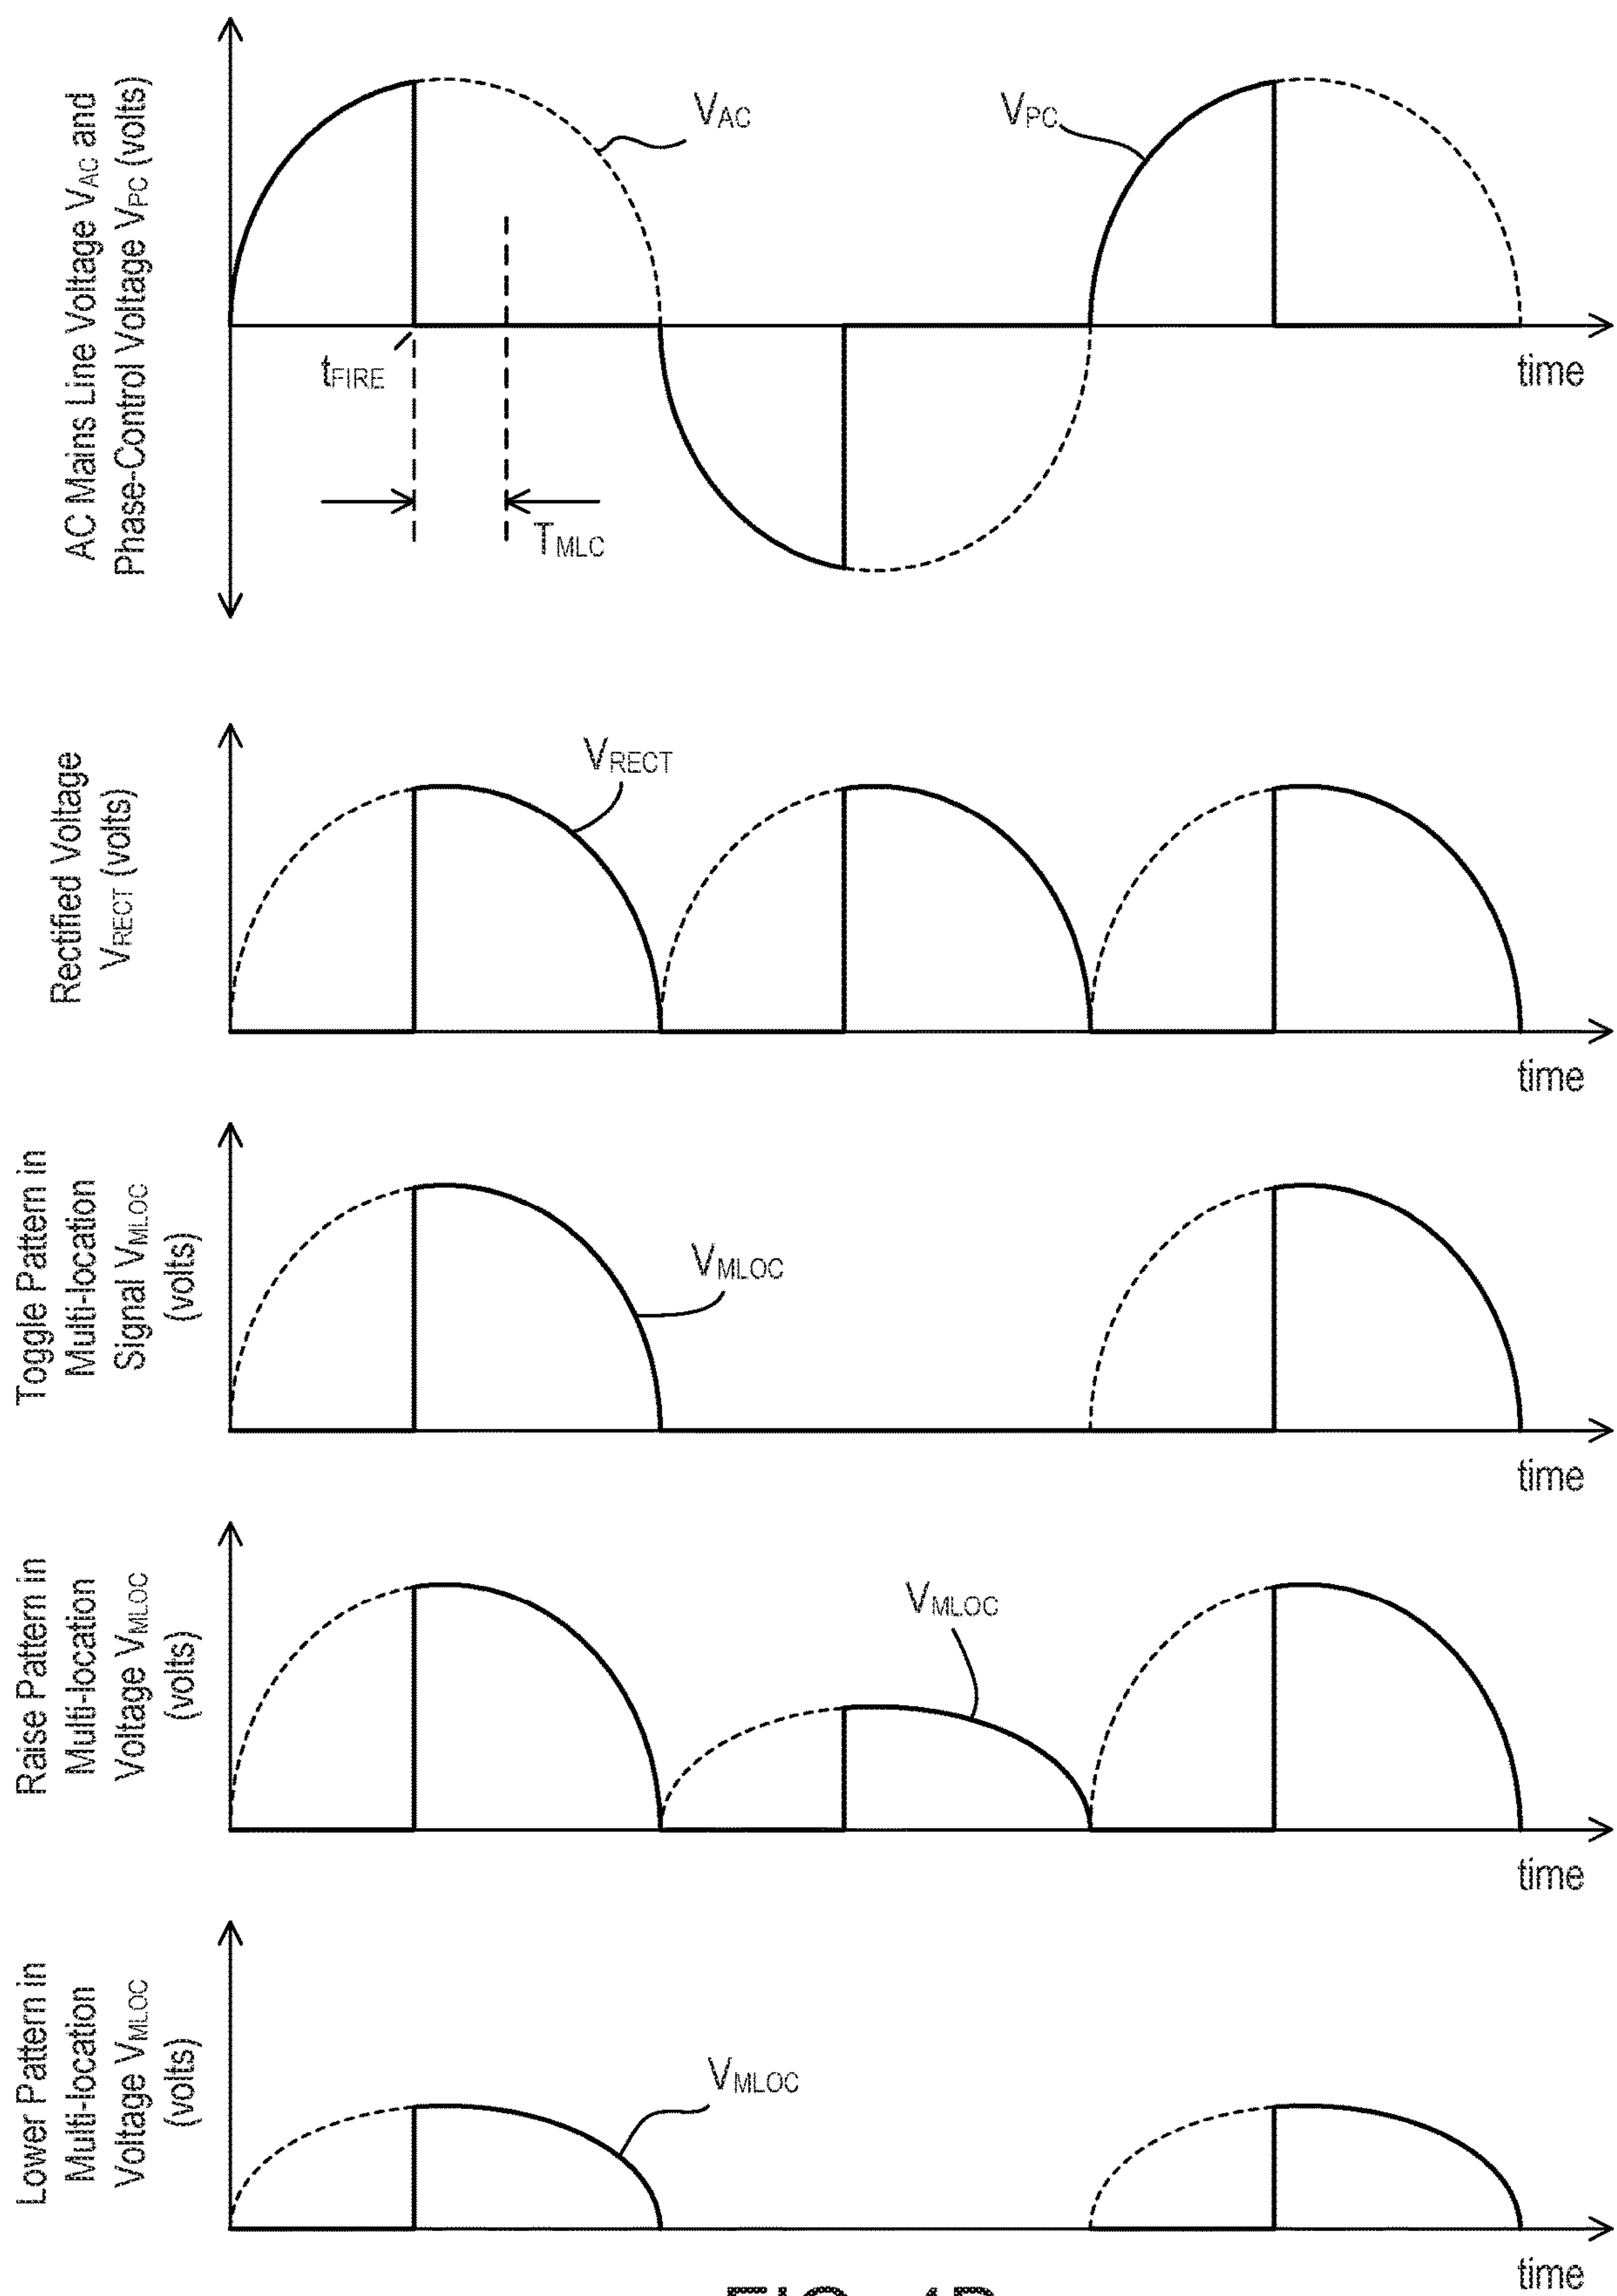 AC Mains Line Voltage VAC and
Phase-Control Voltage VPC (volts)
VAC
VPC
tFIRE
TMLC
time
Rectified Voltage
VRECT (volts)
VRECT
time
Toggle Pattern in
Multi-location
Signal VMLOC
(volts)
VMLOC
time
Raise Pattern in
Multi-location
Voltage VMLOC
(volts)
VMLOC
time
Lower Pattern in
Multi-location
Voltage VMLOC
(volts)
VMLOC
time